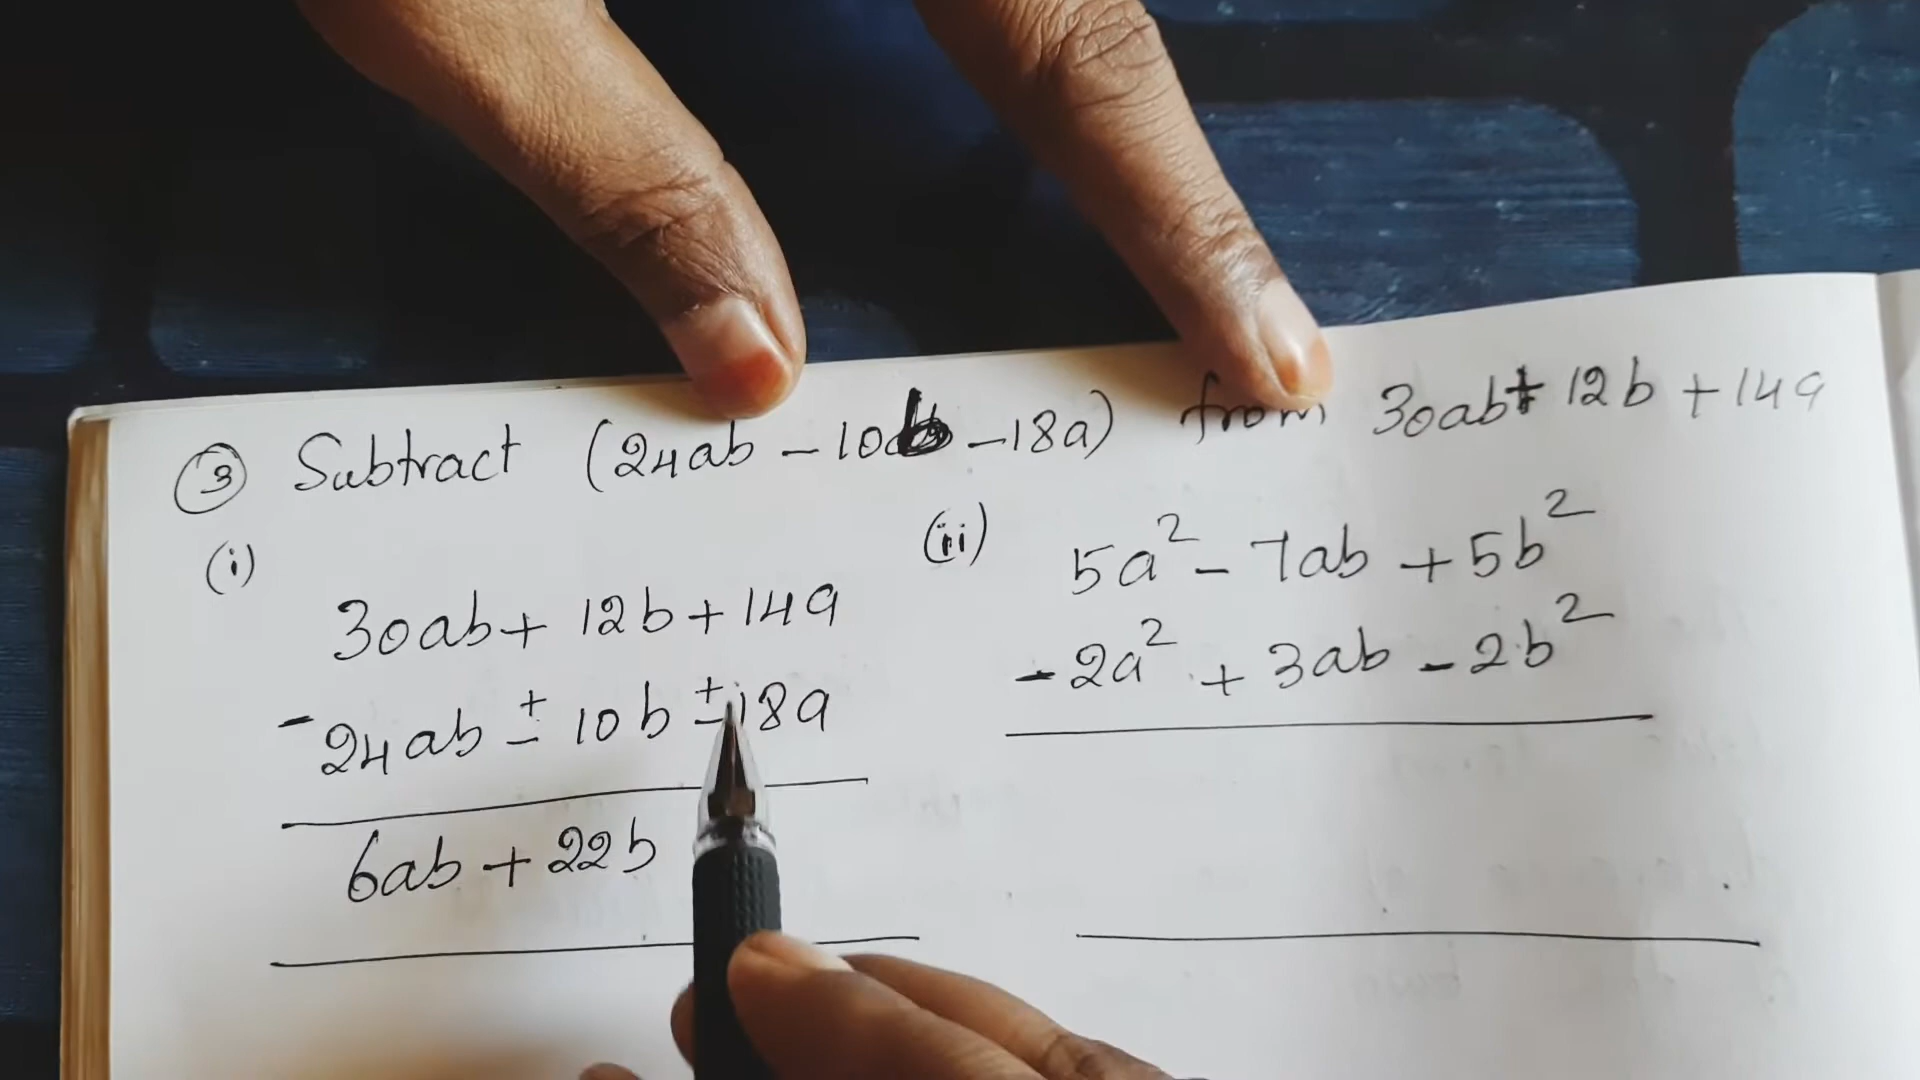 ③ Subtract (24ab - 10b - 18a) from 30ab + 12b + 14a
(i)
30ab + 12b + 14a
- 24ab ± 10b ± 18a
6ab + 22b
(ii)
5a² - 7ab + 5b²
- 2a² + 3ab - 2b²